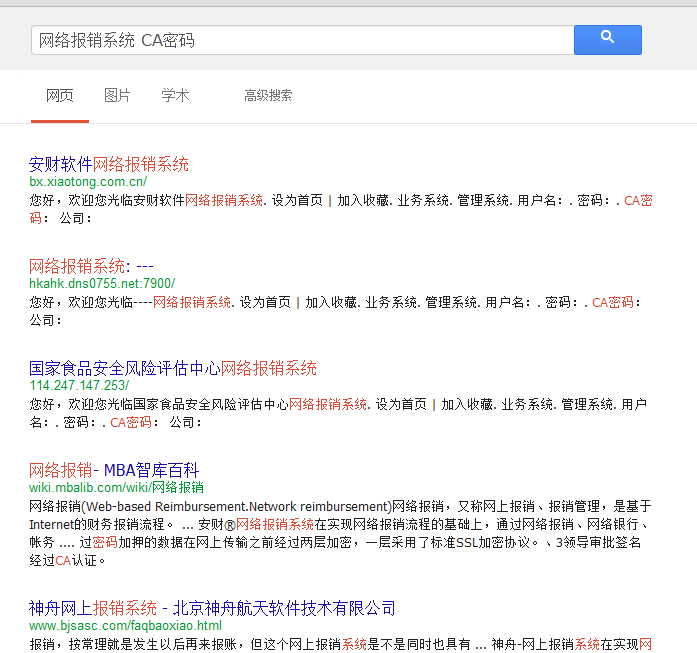 网络报销系统 CA密码
网页 图片 学术 高级搜索
安财软件网络报销系统
bx.xiaotong.com.cn/
您好，欢迎您光临安财软件网络报销系统. 设为首页 | 加入收藏. 业务系统. 管理系统. 用户名：. 密码：. CA密
码： 公司：
网络报销系统: ---
hkahk.dns0755.net:7900/
您好，欢迎您光临----网络报销系统. 设为首页 | 加入收藏. 业务系统. 管理系统. 用户名：. 密码：. CA密码：
公司：
国家食品安全风险评估中心网络报销系统
114.247.147.253/
您好，欢迎您光临国家食品安全风险评估中心网络报销系统. 设为首页 | 加入收藏. 业务系统. 管理系统. 用户
名：. 密码：. CA密码： 公司：
网络报销- MBA智库百科
wiki.mbalib.com/wiki/网络报销
网络报销(Web-based Reimbursement.Network reimbursement)网络报销，又称网上报销、报销管理，是基于
Internet的财务报销流程。 ... 安财®网络报销系统在实现网络报销流程的基础上，通过网络报销、网络银行、
帐务 .... 过密码加押的数据在网上传输之前经过两层加密，一层采用了标准SSL加密协议。、3领导审批签名
经过CA认证。
神舟网上报销系统 - 北京神舟航天软件技术有限公司
www.bjsasc.com/faqbaoxiao.html
报销，按常理就是发生以后再来报账，但这个网上报销系统是不是同时也具有 ... 神舟-网上报销系统在实现网